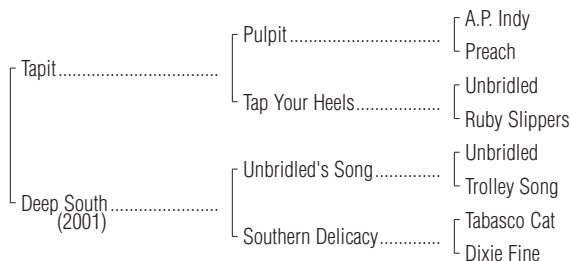 A.P. Indy
Pulpit
Preach
Tapit
Unbridled
Tap Your Heels
Ruby Slippers
Unbridled
Unbridled's Song
Trolley Song
Deep South
(2001)
Tabasco Cat
Southern Delicacy
Dixie Fine